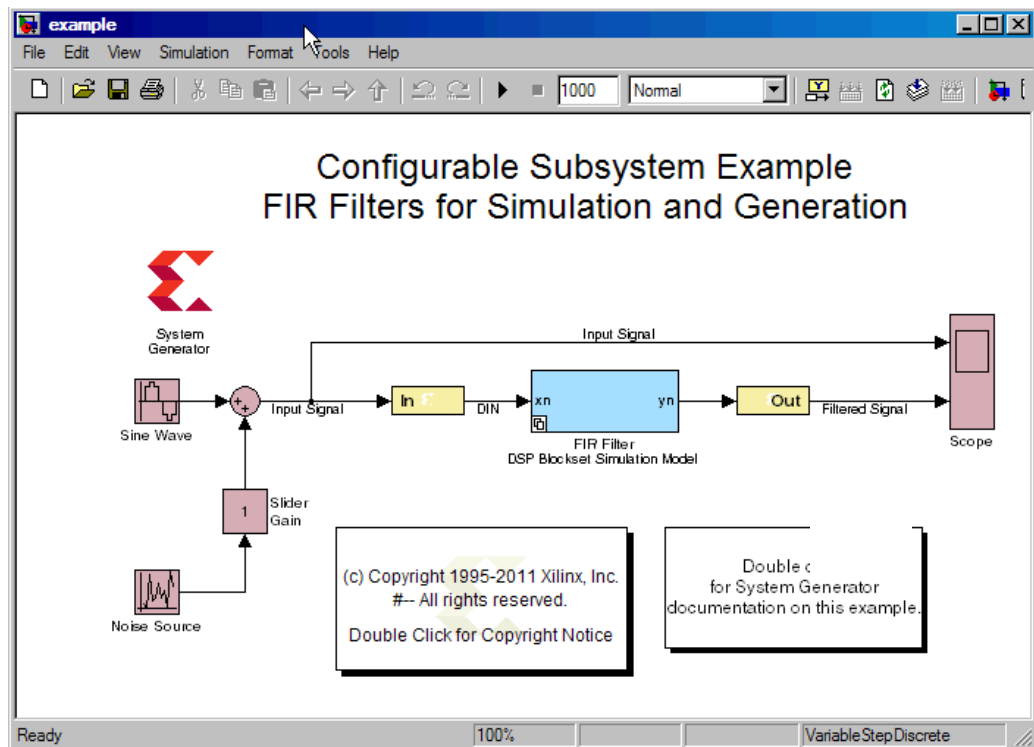 example
File Edit View Simulation Format Tools Help
1000 Normal
Configurable Subsystem Example
FIR Filters for Simulation and Generation
System
Generator
Input Signal
Sine Wave
Input Signal
In
DIN
xn
yn
FIR Filter
DSP Blockset Simulation Model
Out
Filtered Signal
Scope
1
Slider
Gain
Noise Source
(c) Copyright 1995-2011 Xilinx, Inc.
#-- All rights reserved.
Double Click for Copyright Notice
Double
for System Generator
documentation on this example.
Ready 100% VariableStepDiscrete